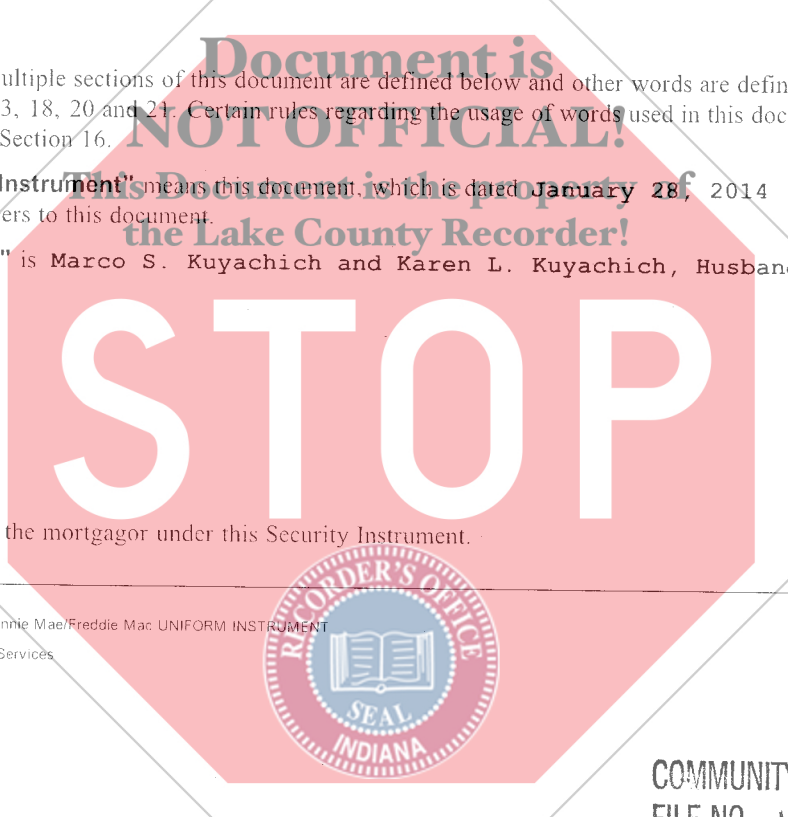 Document is
ultiple sections of this document are defined below and other words are defin
3, 18, 20 and 21. Certain rules regarding the usage of words used in this doc
NOT OFFICIAL!
Section 16.
Instrument" means this document, which is dated January 28, 2014
This Document is the property of
ers to this document.
the Lake County Recorder!
" is Marco S. Kuyachich and Karen L. Kuyachich, Husband
STOP
the mortgagor under this Security Instrument.
RECORDER'S OFFICE
nnie Mae/Freddie Mac UNIFORM INSTRUMENT
Services
SEAL
INDIANA
COMMUNITY
FILE NO